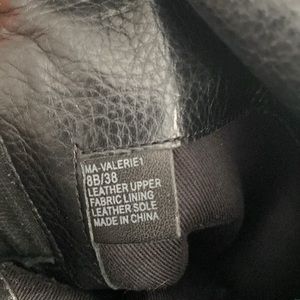 MA-VALERIE1
8B/38
LEATHER UPPER
FABRIC LINING
LEATHER SOLE
MADE IN CHINA